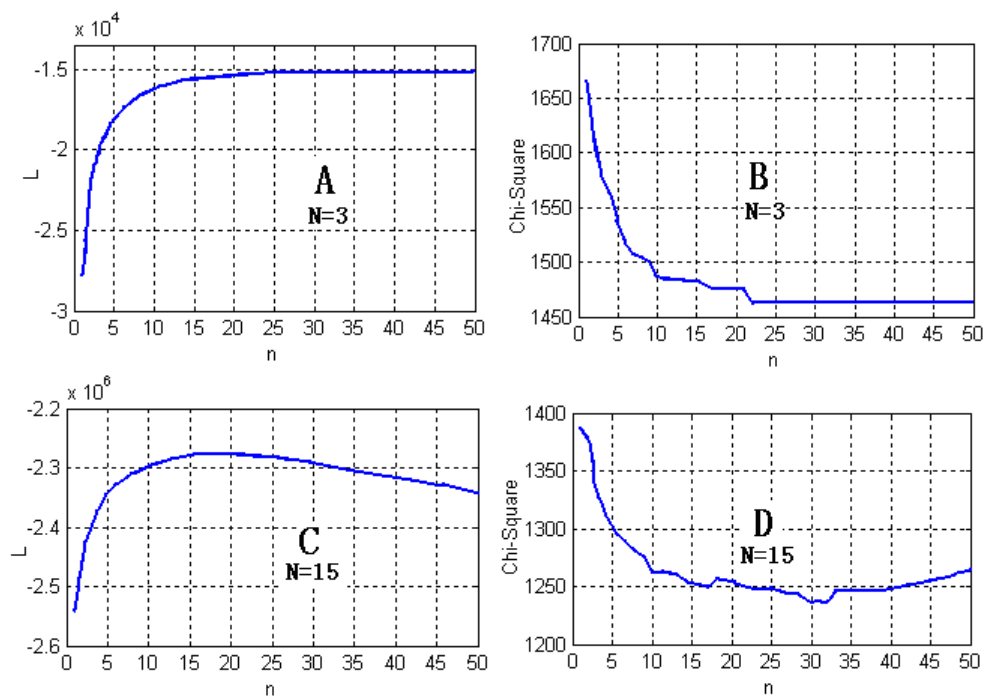 x 10^4
-1.5
-2
-2.5
-3
L
0 5 10 15 20 25 30 35 40 45 50
n
A
N=3
1700
1650
1600
1550
1500
1450
Chi-Square
0 5 10 15 20 25 30 35 40 45 50
n
B
N=3
x 10^6
-2.2
-2.3
-2.4
-2.5
-2.6
L
0 5 10 15 20 25 30 35 40 45 50
n
C
N=15
1400
1350
1300
1250
1200
Chi-Square
0 5 10 15 20 25 30 35 40 45 50
n
D
N=15